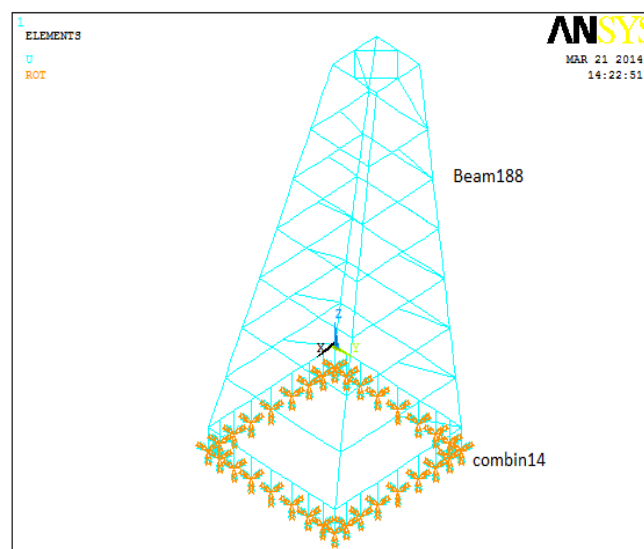 1
ELEMENTS
U
ROT
ANSYS
MAR 21 2014
14:22:51
Beam188
Z
X
Y
combin14